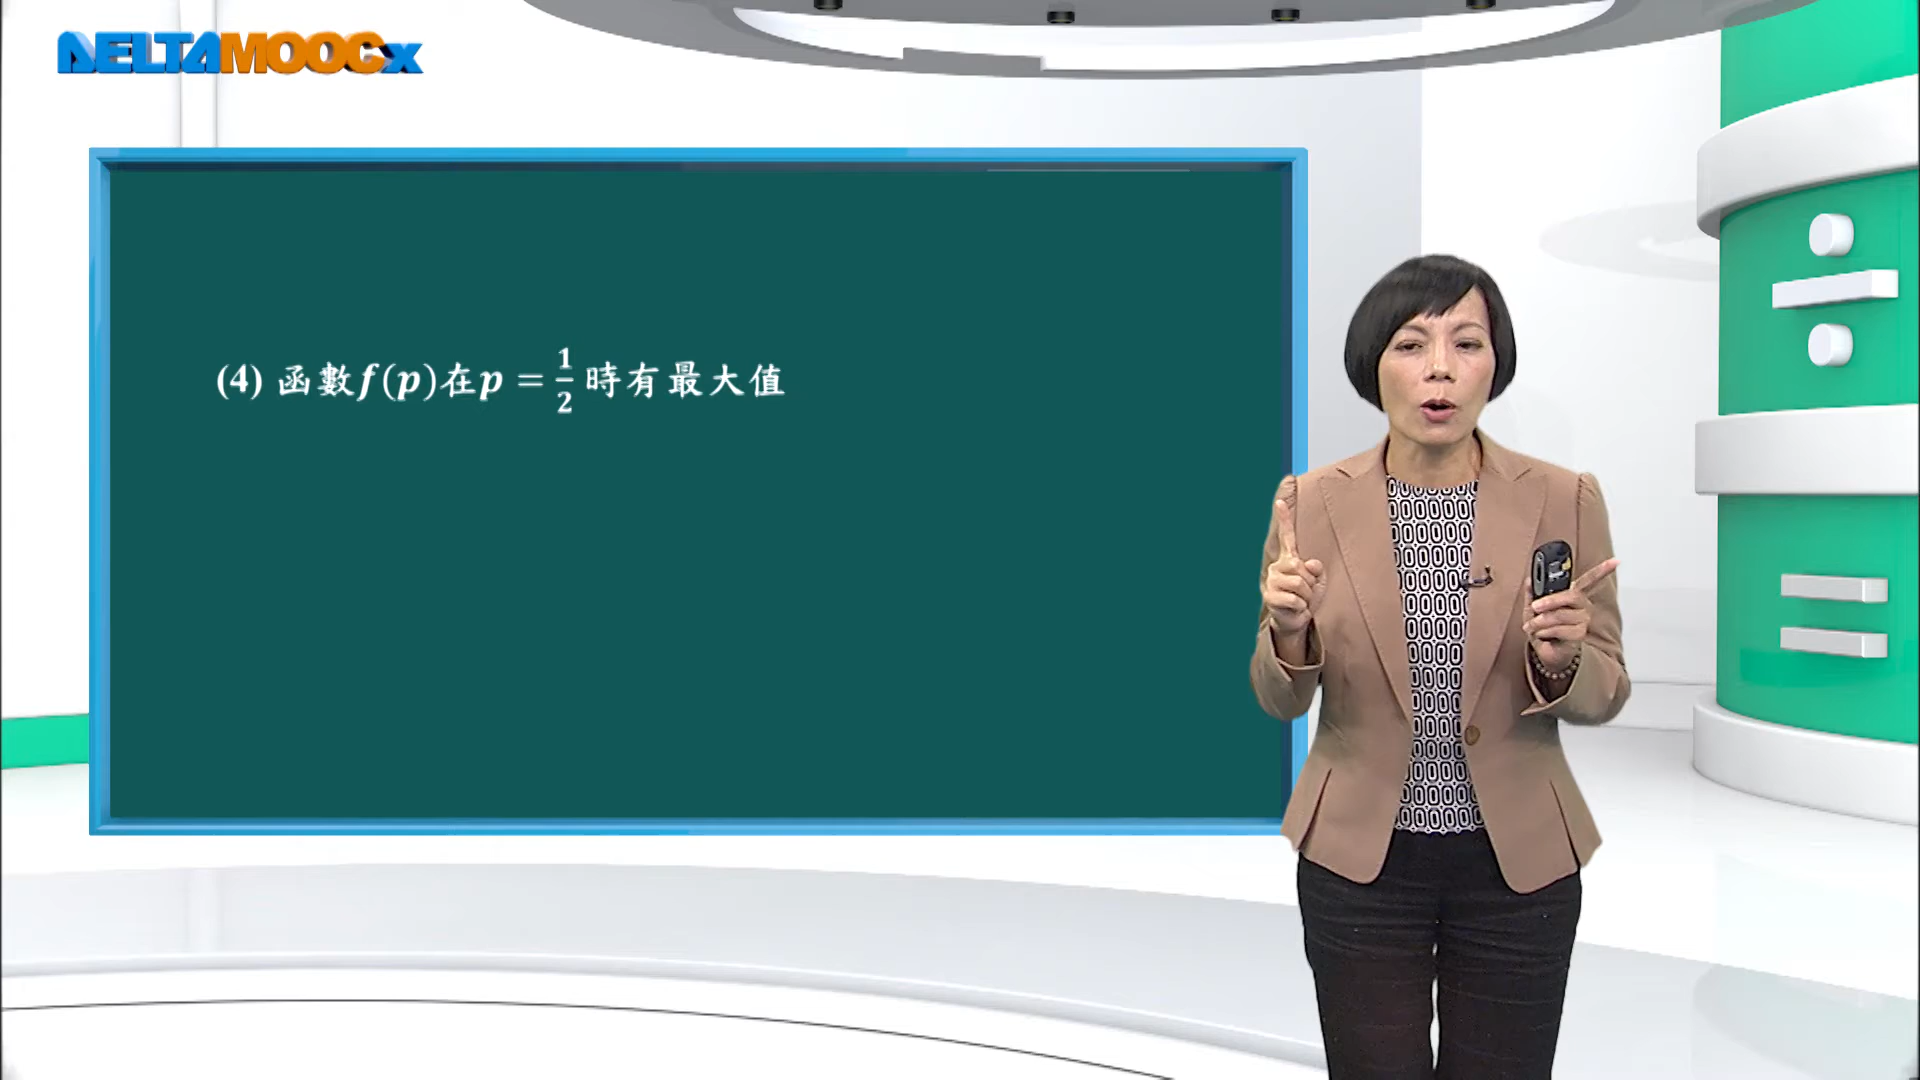 DELTAMOOCx
(4) 函數f(p)在p = 1/2 時有最大值